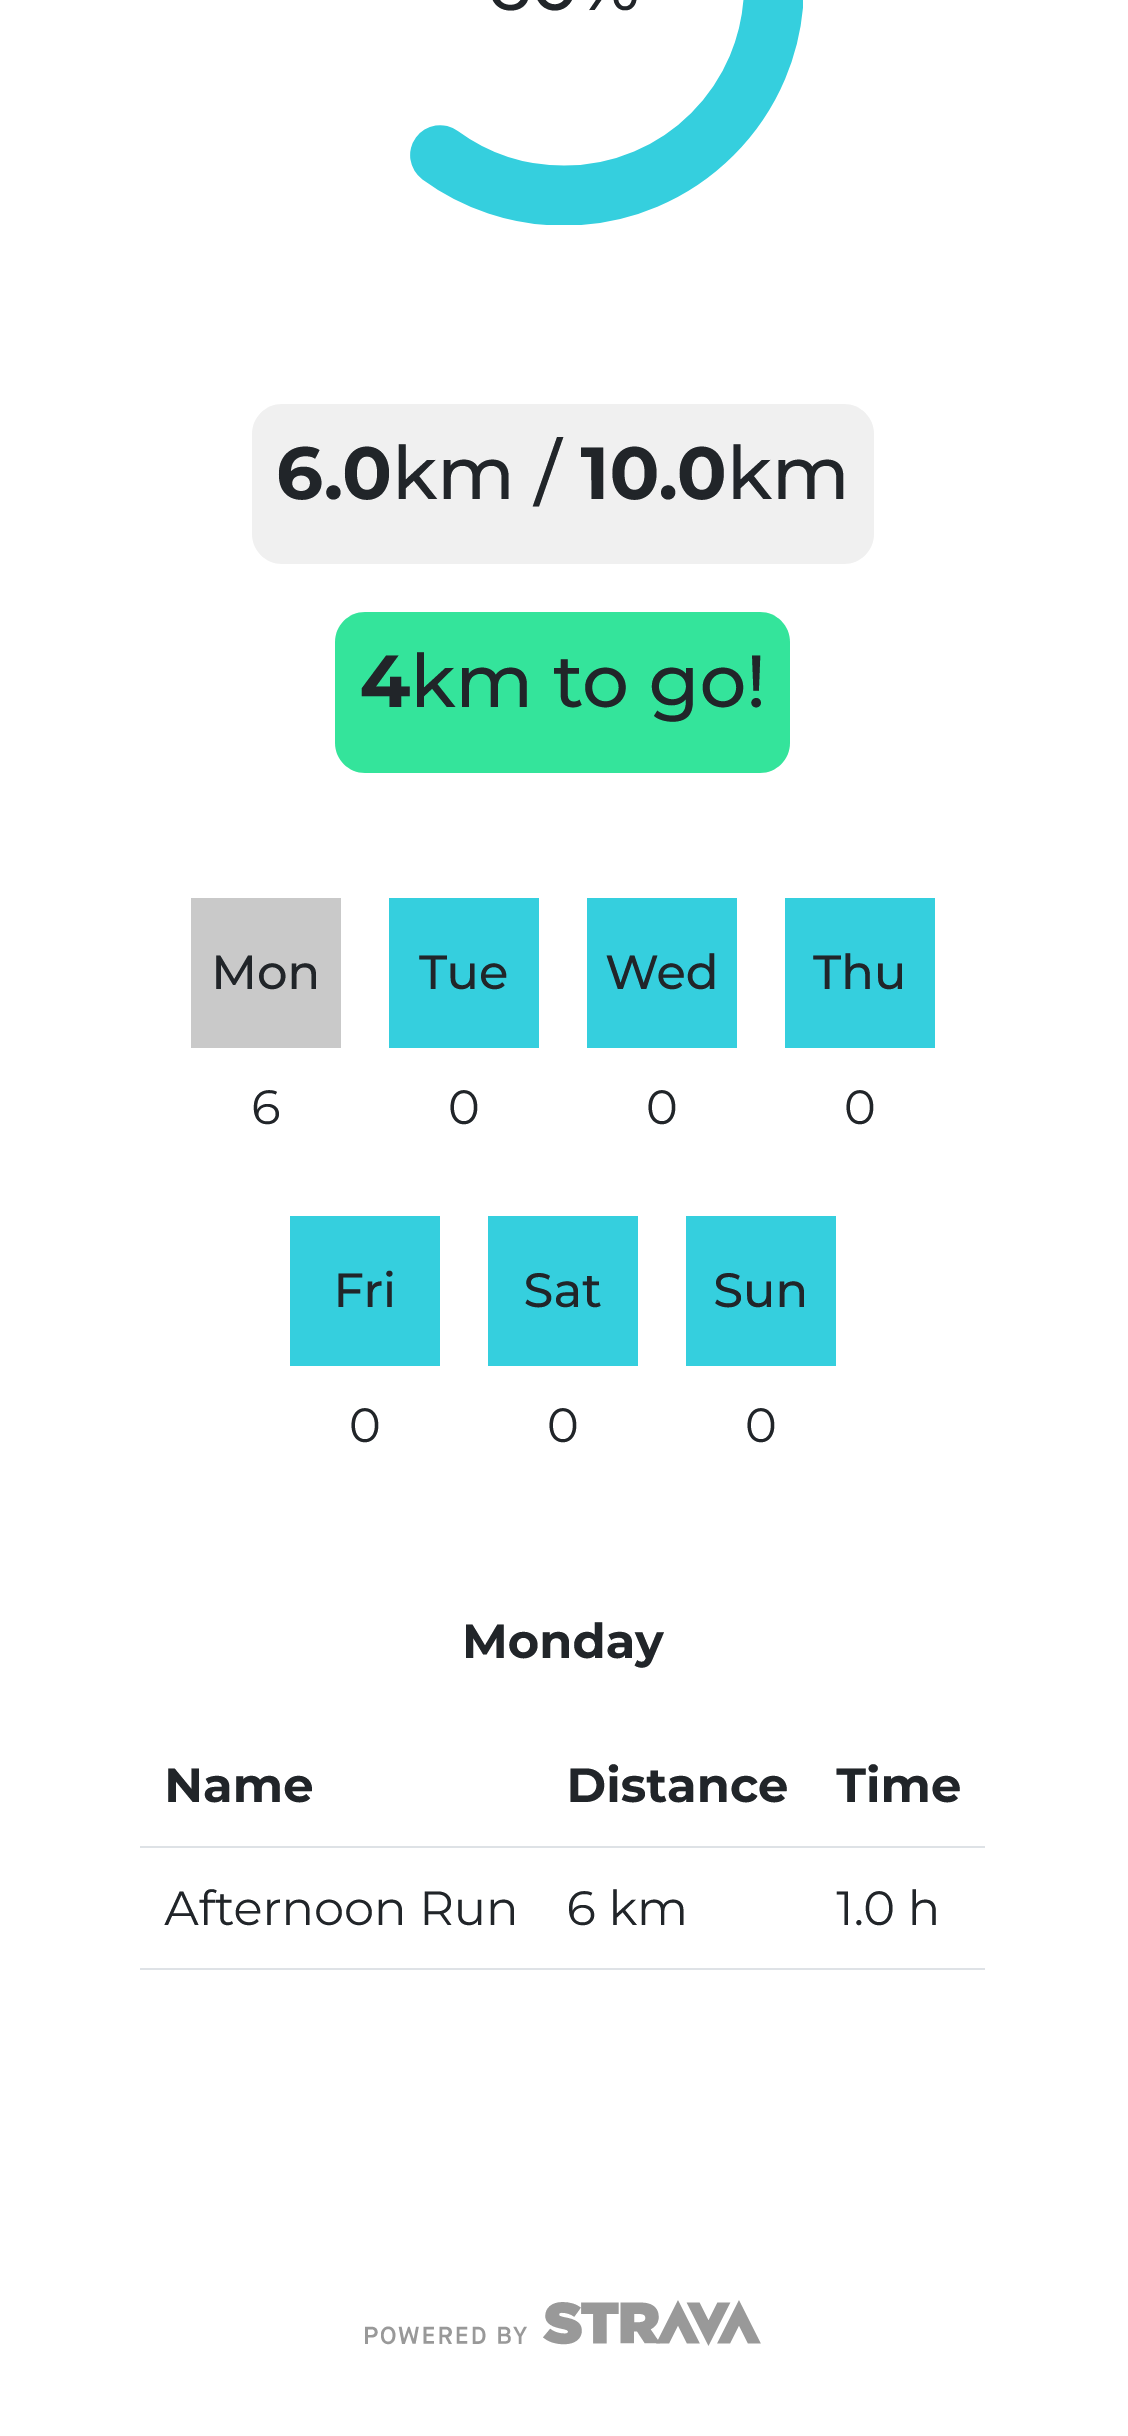 6.0km / 10.0km
4km to go!
Mon Tue Wed Thu
6 0 0 0
Fri Sat Sun
0 0 0
Monday
Name Distance Time
Afternoon Run 6 km 1.0 h
POWERED BY STRAVA